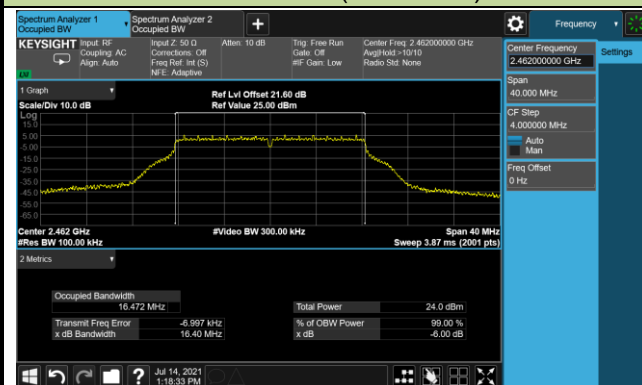 Spectrum Analyzer 1
Occupied BW
Spectrum Analyzer 2
Occupied BW
Frequency
KEYSIGHT
Input: RF
Coupling: AC
Align: Auto
Input Z: 50 Ω
Corrections: Off
Freq Ref: Int (S)
NFE: Adaptive
Atten: 10 dB
Trig: Free Run
Gate: Off
#IF Gain: Low
Center Freq: 2.462000000 GHz
Avg|Hold:>10/10
Radio Std: None
LM
Center Frequency
2.462000000 GHz
Settings
Span
40.000 MHz
CF Step
4.000000 MHz
Auto
Man
Freq Offset
0 Hz
1 Graph
Scale/Div 10.0 dB
Ref Lvl Offset 21.60 dB
Ref Value 25.00 dBm
Log
15.0
5.00
-5.00
-15.0
-25.0
-35.0
-45.0
-55.0
-65.0
Center 2.462 GHz
#Res BW 100.00 kHz
#Video BW 300.00 kHz
Span 40 MHz
Sweep 3.87 ms (2001 pts)
2 Metrics
Occupied Bandwidth
16.472 MHz
Total Power 24.0 dBm
Transmit Freq Error -6.997 kHz
% of OBW Power 99.00 %
x dB Bandwidth 16.40 MHz
x dB -6.00 dB
?
Jul 14, 2021
1:18:33 PM